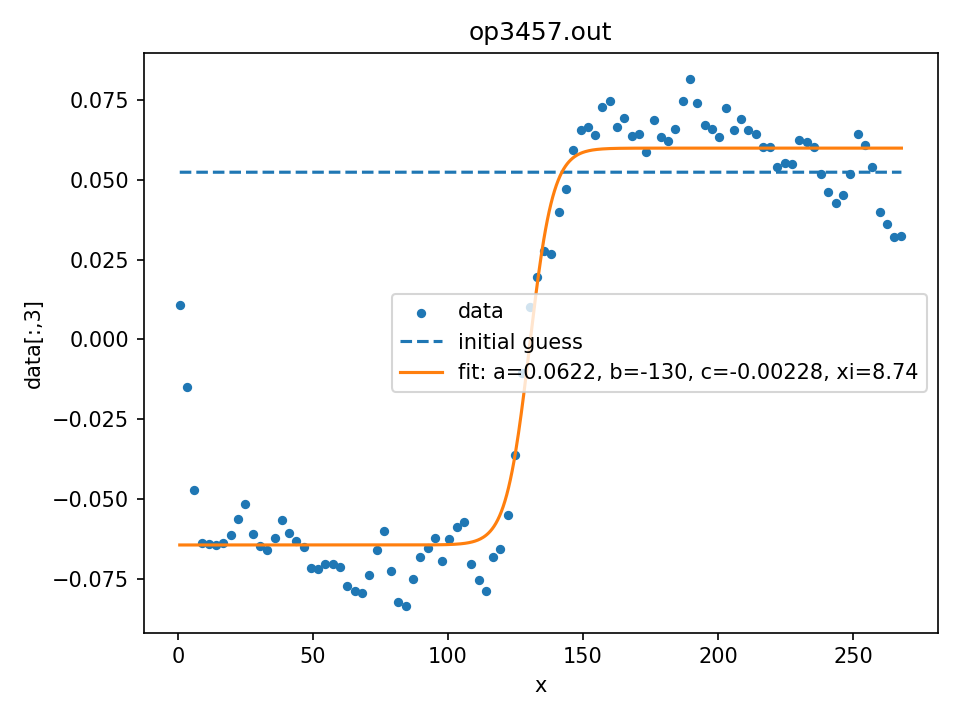 op3457.out
0.075
0.050
0.025
0.000
−0.025
−0.050
−0.075
data[:,3]
data
initial guess
fit: a=0.0622, b=-130, c=-0.00228, xi=8.74
0 50 100 150 200 250
x